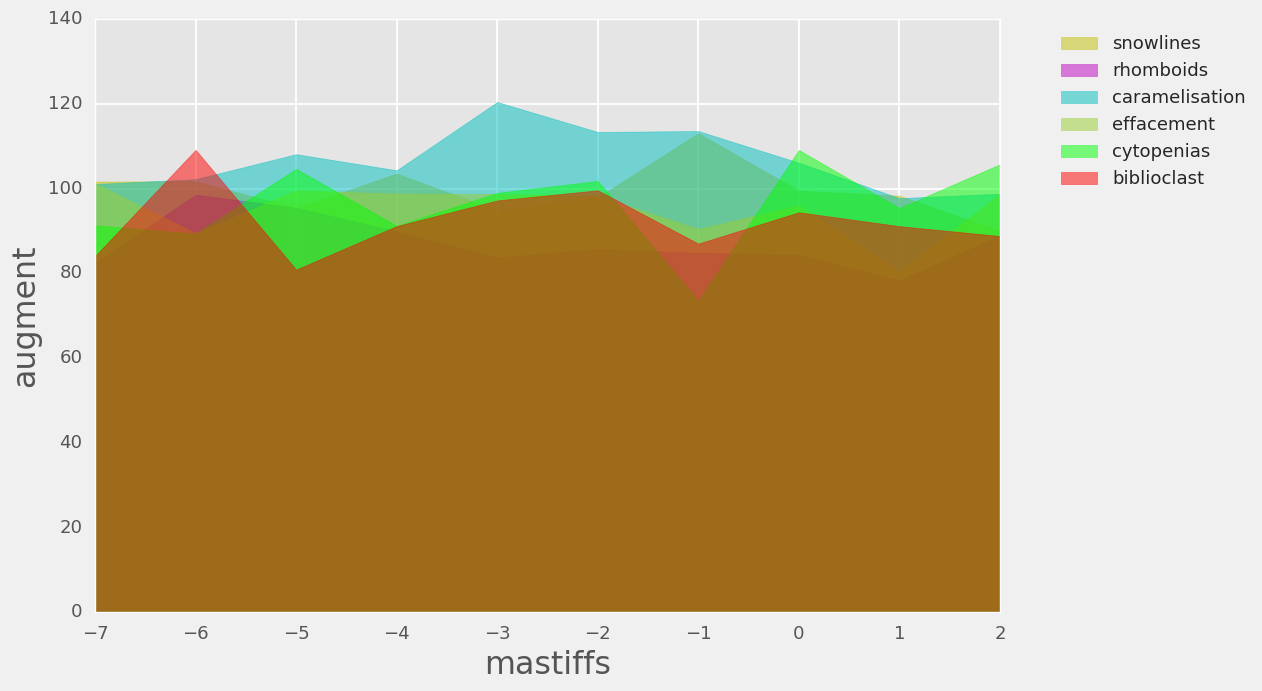 140
120
100
80
60
40
20
0
augment
−7 −6 −5 −4 −3 −2 −1 0 1 2
mastiffs
snowlines
rhomboids
caramelisation
effacement
cytopenias
biblioclast